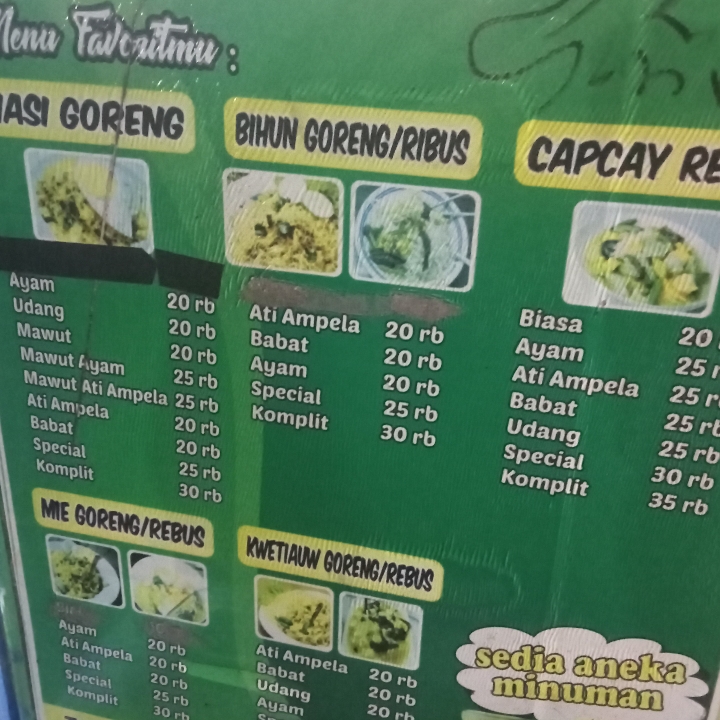 Menu Favoritmu :
NASI GORENG
Ayam 20 rb
Udang 20 rb
Mawut 20 rb
Mawut Ayam 25 rb
Mawut Ati Ampela 25 rb
Ati Ampela 20 rb
Babat 20 rb
Special 25 rb
Komplit 30 rb
BIHUN GORENG/RIBUS
Ati Ampela 20 rb
Babat 20 rb
Ayam 20 rb
Special 25 rb
Komplit 30 rb
CAPCAY RE
Biasa 20
Ayam 25 r
Ati Ampela 25 r
Babat 25 rb
Udang 25 rb
Special 30 rb
Komplit 35 rb
MIE GORENG/REBUS
Ayam 20 rb
Ati Ampela 20 rb
Babat 20 rb
Special 25 rb
Komplit 30 rb
KWETIAUW GORENG/REBUS
Ati Ampela 20 rb
Babat 20 rb
Udang 20 rb
Ayam
sedia aneka
minuman